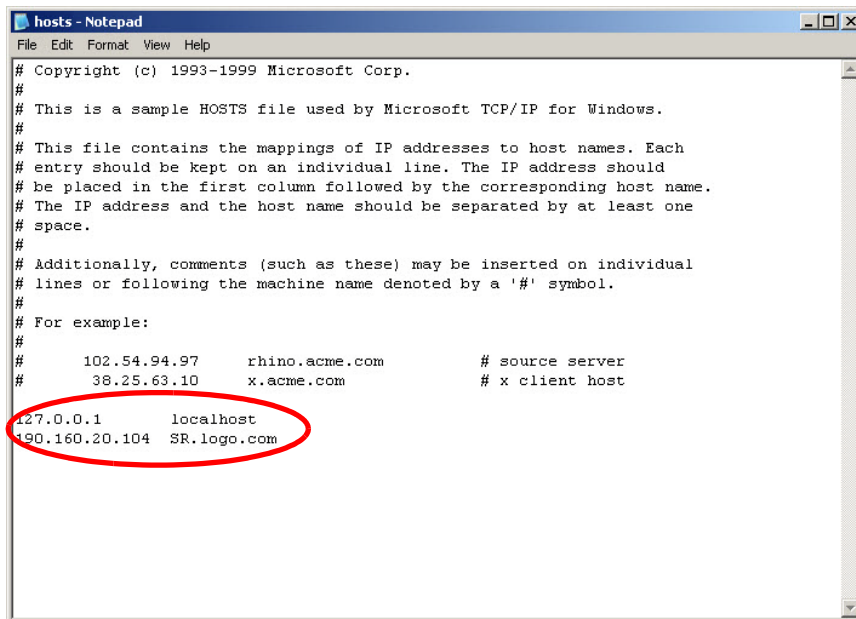 hosts - Notepad
File Edit Format View Help
# Copyright (c) 1993-1999 Microsoft Corp.
#
# This is a sample HOSTS file used by Microsoft TCP/IP for Windows.
#
# This file contains the mappings of IP addresses to host names. Each
# entry should be kept on an individual line. The IP address should
# be placed in the first column followed by the corresponding host name.
# The IP address and the host name should be separated by at least one
# space.
#
# Additionally, comments (such as these) may be inserted on individual
# lines or following the machine name denoted by a '#' symbol.
#
# For example:
#
#      102.54.94.97     rhino.acme.com          # source server
#       38.25.63.10     x.acme.com              # x client host
127.0.0.1       localhost
190.160.20.104  SR.logo.com